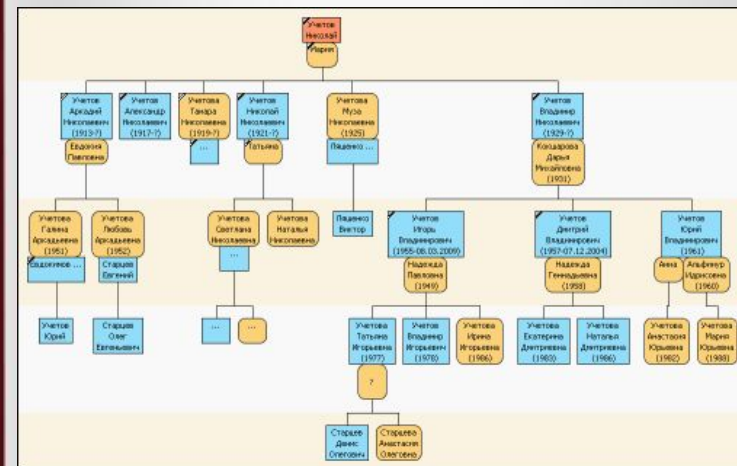 Учетов
Николай
Мария
Учетов
Аркадий
Николаевич
(1913-?)
Учетов
Александр
Николаевич
(1917-?)
Учетова
Тамара
Николаевна
(1919-?)
Учетов
Николай
Николаевич
(1921-?)
Учетова
Муза
Николаевна
(1925)
Учетов
Владимир
Николаевич
(1929-?)
Евдокия
Павловна
...
Татьяна
Ляшенко ...
Кокшарова
Дарья
Михайловна
(1931)
Учетова
Галина
Аркадьевна
(1951)
Учетова
Любовь
Аркадьевна
(1952)
Учетова
Светлана
Николаевна
Учетова
Наталья
Николаевна
Ляшенко
Виктор
Учетов
Игорь
Владимирович
(1955-08.03.2009)
Учетов
Дмитрий
Владимирович
(1957-07.12.2004)
Учетов
Юрий
Владимирович
(1961)
Евдокимов ...
Старцев
Евгений
...
Надежда
Павловна
(1949)
Надежда
Геннадьевна
(1958)
Анна
Альфинур
Идрисовна
(1960)
Учетов
Юрий
Старцев
Олег
Евгеньевич
...
...
Учетова
Татьяна
Игорьевна
(1977)
Учетов
Владимир
Игорьевич
(1978)
Учетова
Ирина
Игорьевна
(1986)
Учетова
Екатерина
Дмитриевна
(1983)
Учетова
Наталья
Дмитриевна
(1986)
Учетова
Анастасия
Юрьевна
(1982)
Учетова
Мария
Юрьевна
(1988)
?
Старцев
Денис
Олегович
Старцева
Анастасия
Олеговна